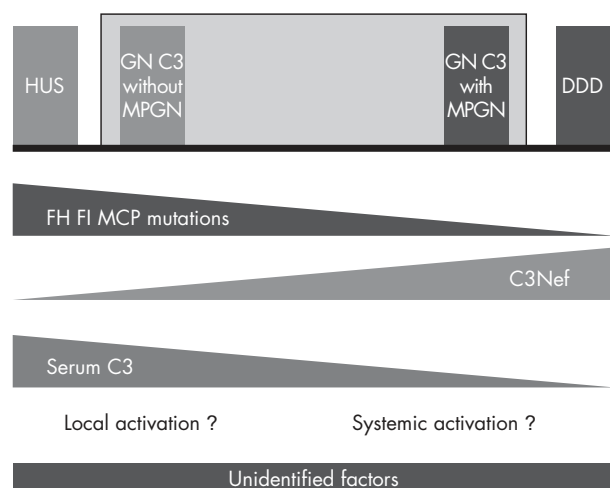 HUS
GN C3
without
MPGN
GN C3
with
MPGN
DDD
FH FI MCP mutations
C3Nef
Serum C3
Local activation ?
Systemic activation ?
Unidentified factors